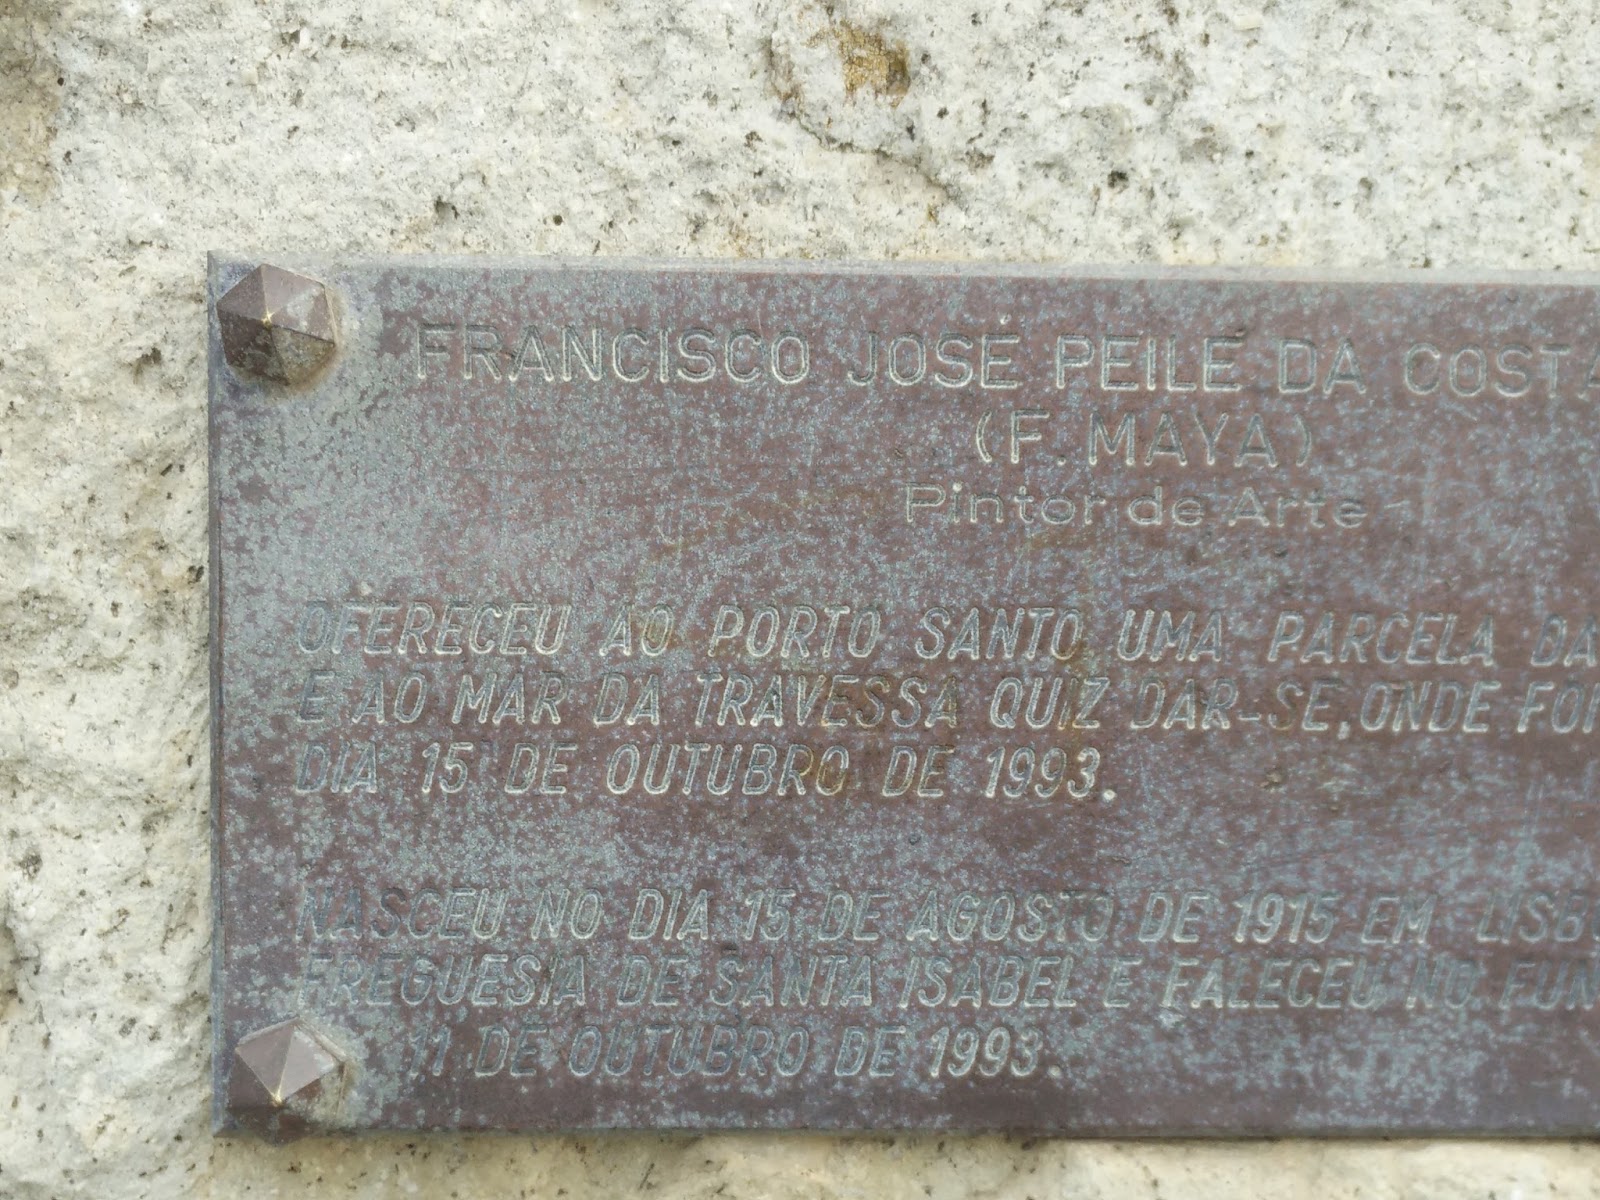 FRANCISCO JOSÉ PEILE DA COSTA
(F. MAYA)
Pintor de Arte
OFERECEU AO PORTO SANTO UMA PARCELA DA
E AO MAR DA TRAVESSA QUIZ DAR-SE, ONDE FOI
DIA 15 DE OUTUBRO DE 1993.
NASCEU NO DIA 15 DE AGOSTO DE 1915 EM LISB
FREGUESIA DE SANTA ISABEL E FALECEU NO FUN
11 DE OUTUBRO DE 1993.